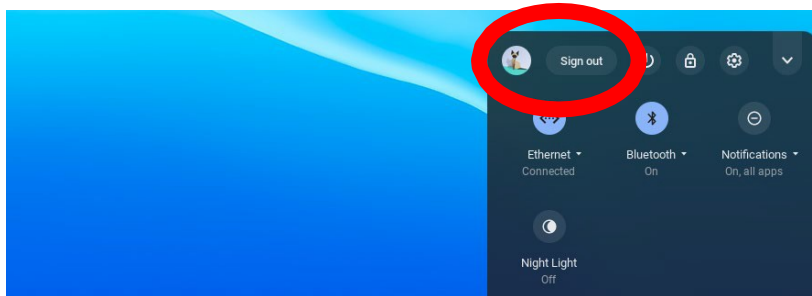 Sign out
Ethernet Bluetooth Notifications
Connected On On, all apps
Night Light
Off